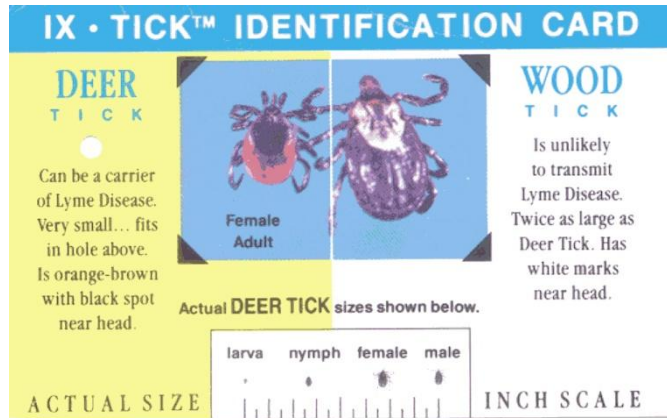 IX • TICK™ IDENTIFICATION CARD
DEER
TICK
Can be a carrier
of Lyme Disease.
Very small... fits
in hole above.
Is orange-brown
with black spot
near head.
Female
Adult
WOOD
TICK
Is unlikely
to transmit
Lyme Disease.
Twice as large as
Deer Tick. Has
white marks
near head.
Actual DEER TICK sizes shown below.
larva nymph female male
ACTUAL SIZE
INCH SCALE